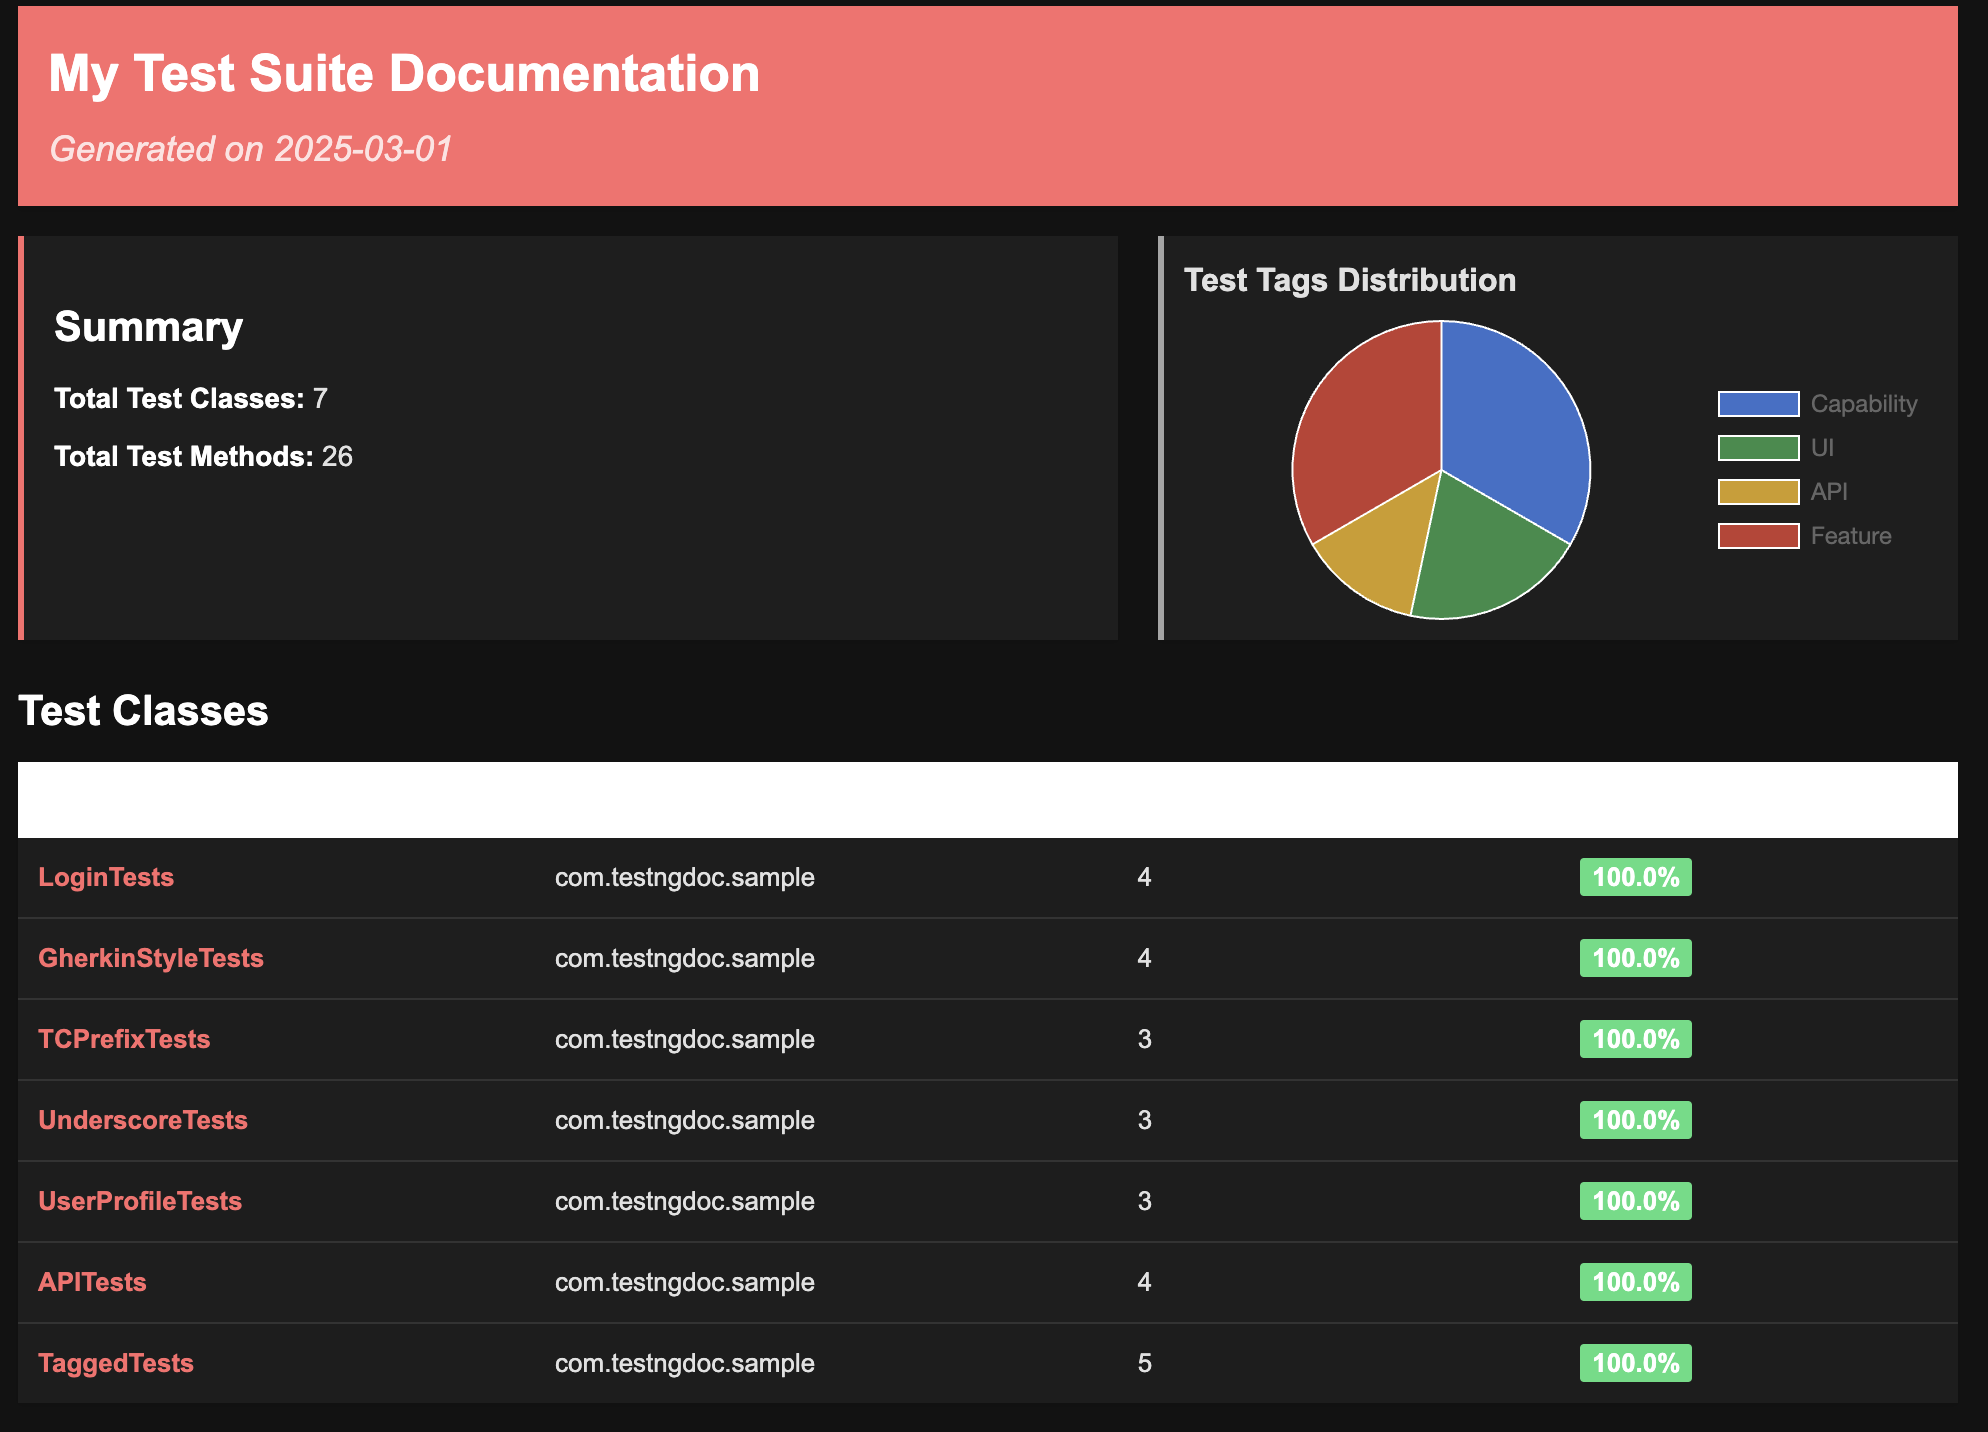 My Test Suite Documentation
Generated on 2025-03-01
Summary
Total Test Classes: 7
Total Test Methods: 26
Test Tags Distribution
Capability
UI
API
Feature
Test Classes
LoginTests com.testngdoc.sample 4 100.0%
GherkinStyleTests com.testngdoc.sample 4 100.0%
TCPrefixTests com.testngdoc.sample 3 100.0%
UnderscoreTests com.testngdoc.sample 3 100.0%
UserProfileTests com.testngdoc.sample 3 100.0%
APITests com.testngdoc.sample 4 100.0%
TaggedTests com.testngdoc.sample 5 100.0%